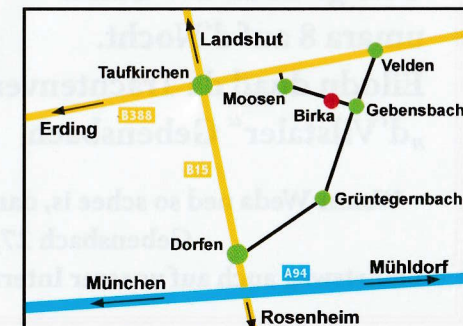 Landshut
Velden
Taufkirchen
Moosen
Birka
Gebensbach
B388
Erding
B15
Grüntegernbach
Dorfen
A94
Mühldorf
München
Rosenheim